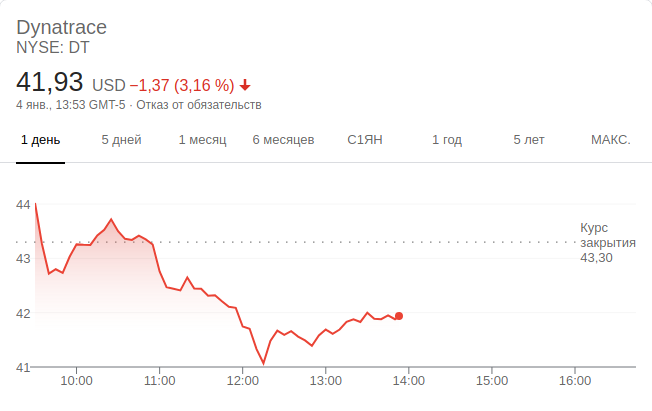 Dynatrace
NYSE: DT
41,93 USD −1,37 (3,16 %)
4 янв., 13:53 GMT-5 · Отказ от обязательств
1 день 5 дней 1 месяц 6 месяцев С1ЯН 1 год 5 лет МАКС.
44
Курс
закрытия
43,30
43
42
41
10:00 11:00 12:00 13:00 14:00 15:00 16:00